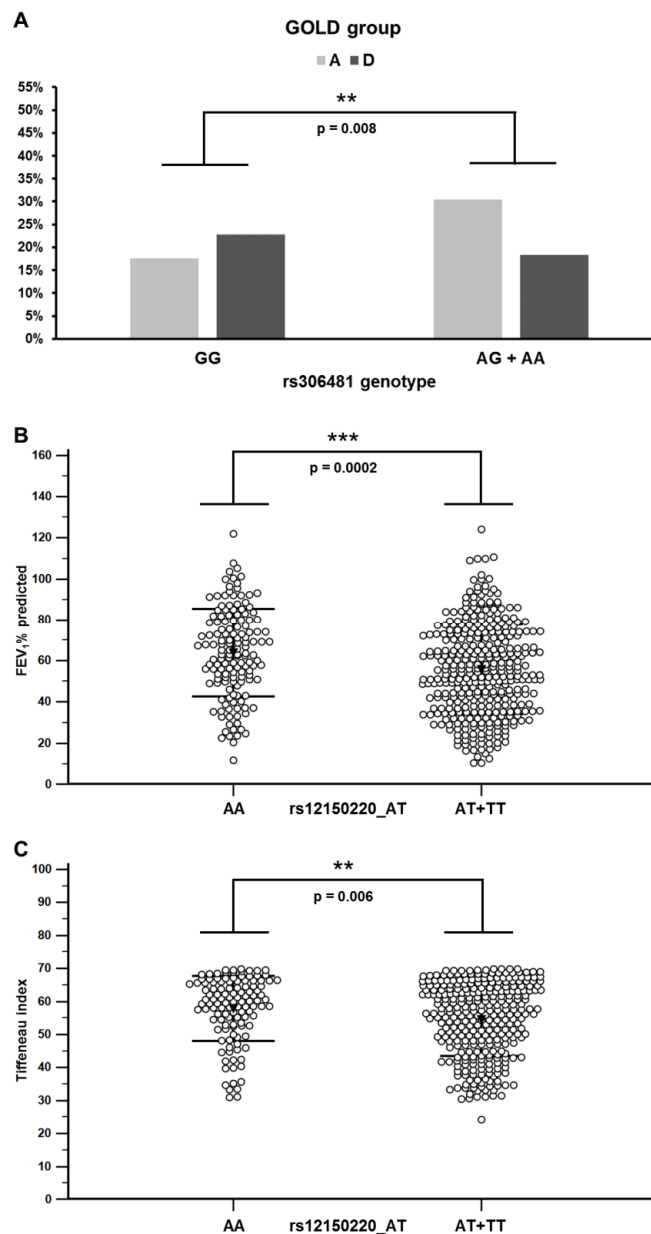 A
GOLD group
A D
55%
50%
45%
40%
35%
30%
25%
20%
15%
10%
5%
0%
**
p = 0.008
GG AG + AA
rs306481 genotype
B
FEV₁% predicted
160
140
120
100
80
60
40
20
0
***
p = 0.0002
AA rs12150220_AT AT+TT
C
Tiffeneau index
100
90
80
70
60
50
40
30
20
10
0
**
p = 0.006
AA rs12150220_AT AT+TT